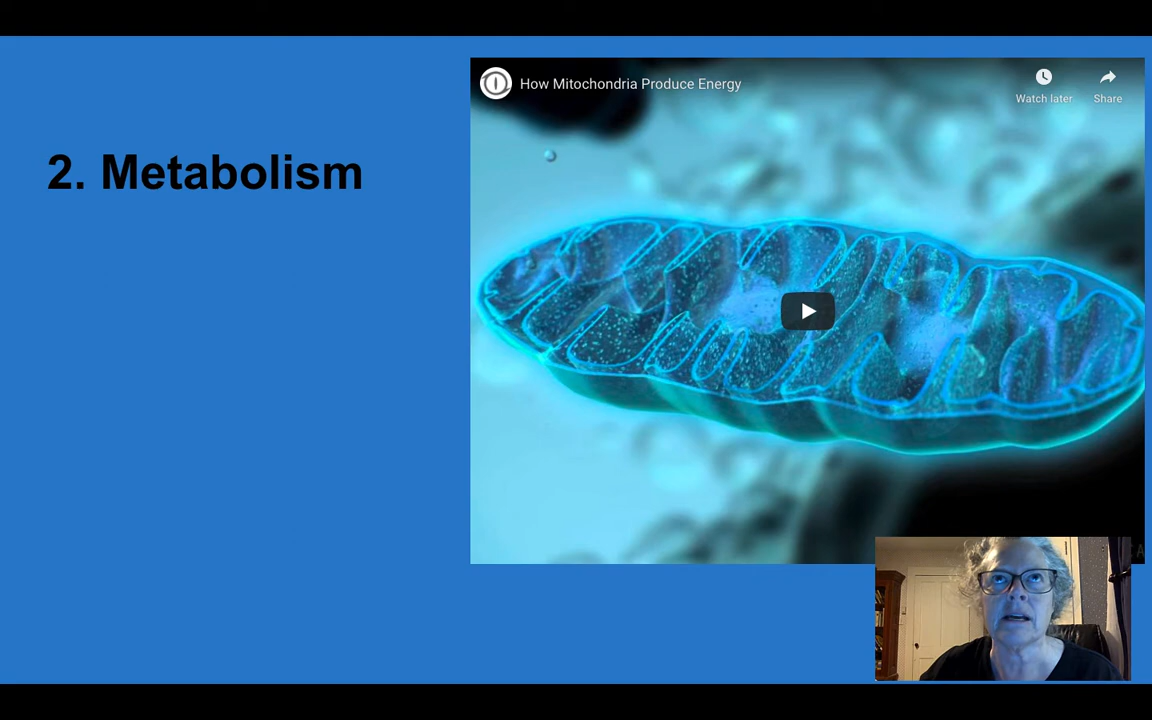 How Mitochondria Produce Energy
Watch later
Share
2. Metabolism